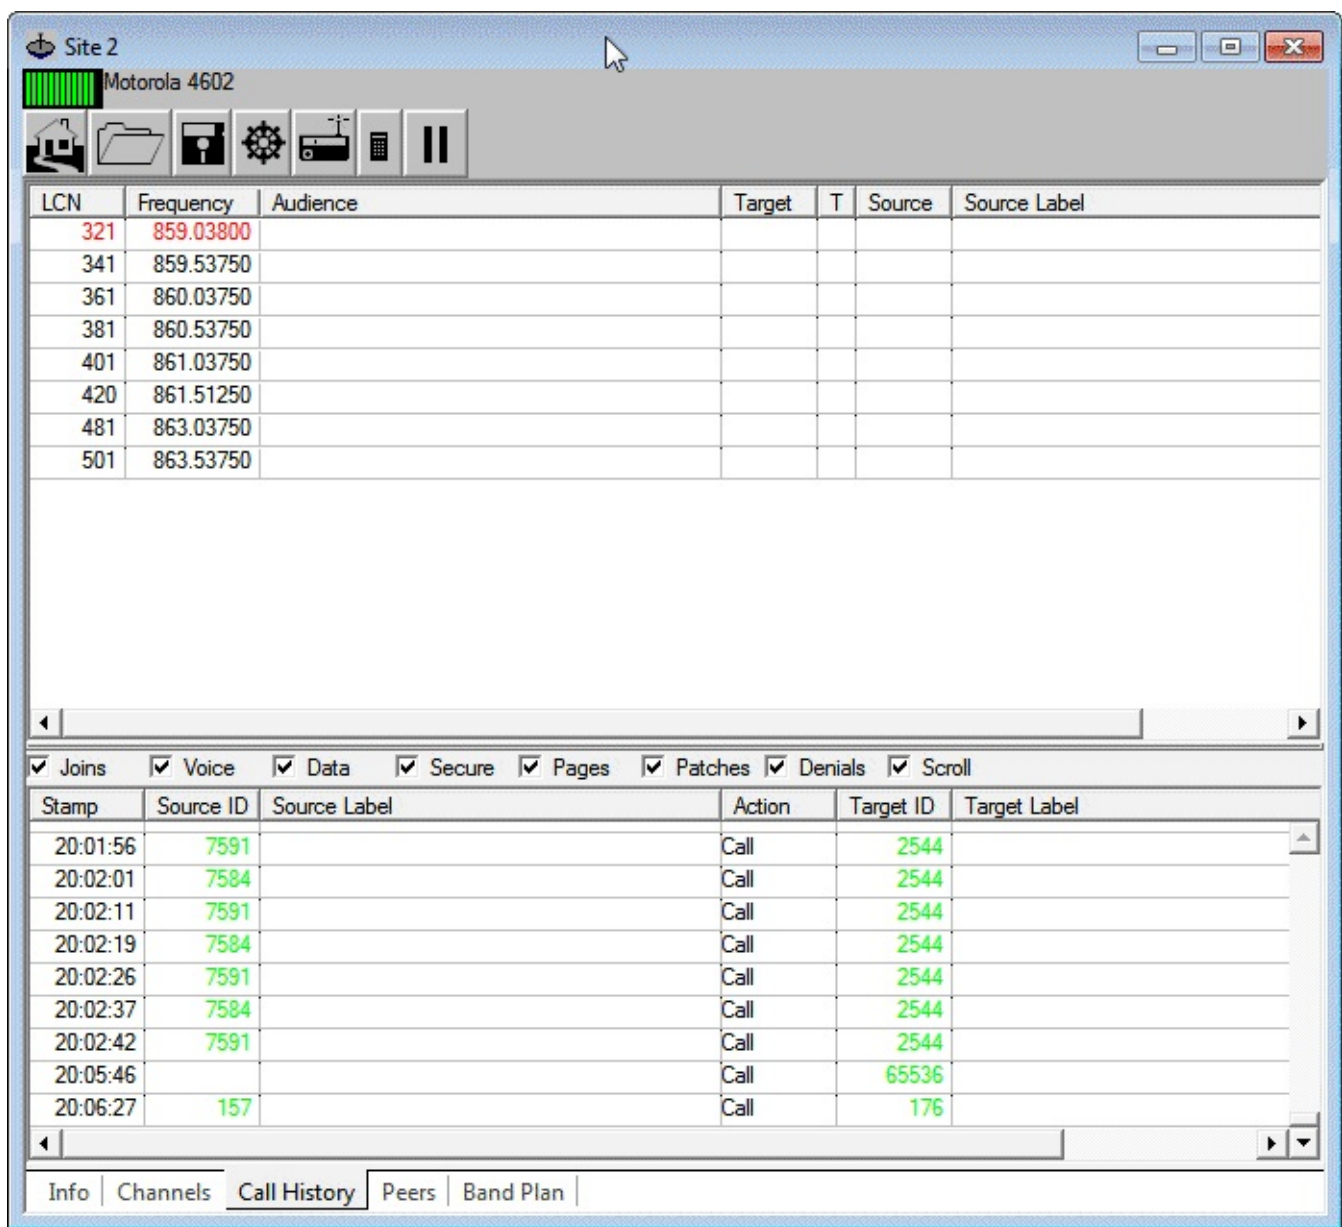 Site 2
Motorola 4602
LCN Frequency Audience Target T Source Source Label
321 859.03800
341 859.53750
361 860.03750
381 860.53750
401 861.03750
420 861.51250
481 863.03750
501 863.53750
Joins Voice Data Secure Pages Patches Denials Scroll
Stamp Source ID Source Label Action Target ID Target Label
20:01:56 7591 Call 2544
20:02:01 7584 Call 2544
20:02:11 7591 Call 2544
20:02:19 7584 Call 2544
20:02:26 7591 Call 2544
20:02:37 7584 Call 2544
20:02:42 7591 Call 2544
20:05:46 Call 65536
20:06:27 157 Call 176
Info Channels Call History Peers Band Plan